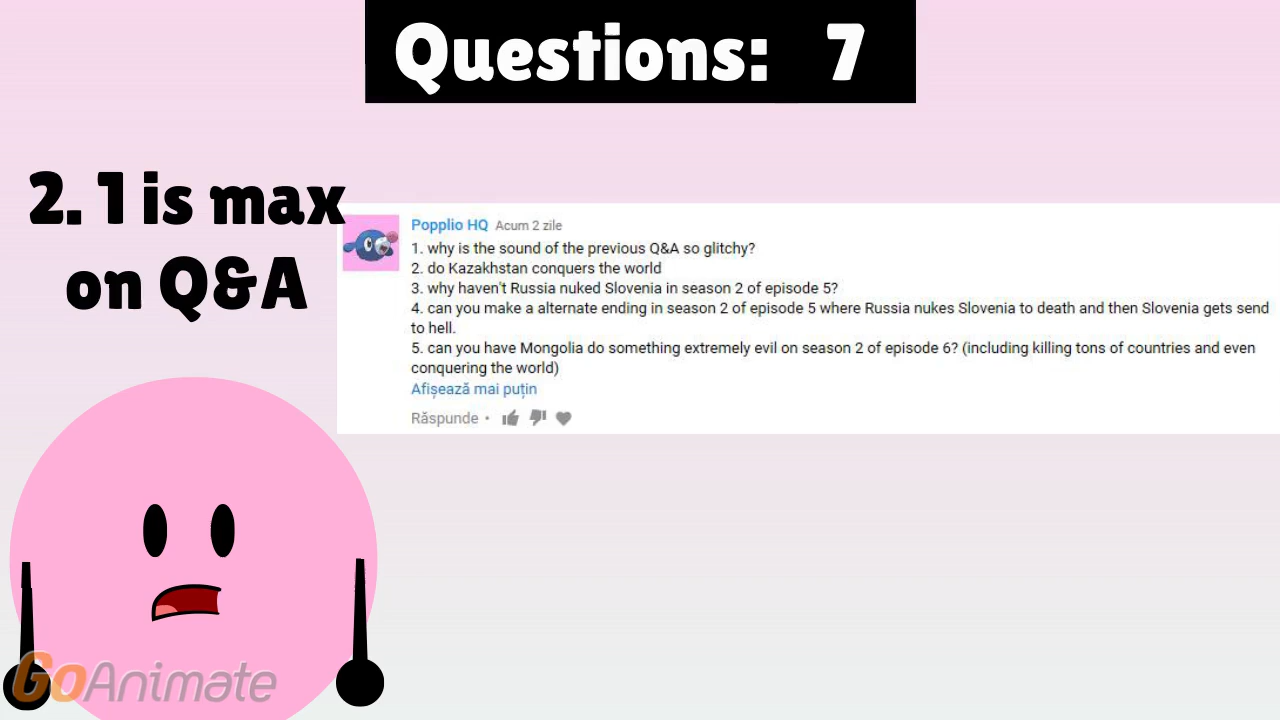 Questions: 7
2. 1 is max
on Q&A
Popplio HQ Acum 2 zile
1. why is the sound of the previous Q&A so glitchy?
2. do Kazakhstan conquers the world
3. why haven't Russia nuked Slovenia in season 2 of episode 5?
4. can you make a alternate ending in season 2 of episode 5 where Russia nukes Slovenia to death and then Slovenia gets send
to hell.
5. can you have Mongolia do something extremely evil on season 2 of episode 6? (including killing tons of countries and even
conquering the world)
Afișează mai puțin
Răspunde •
GoAnimate